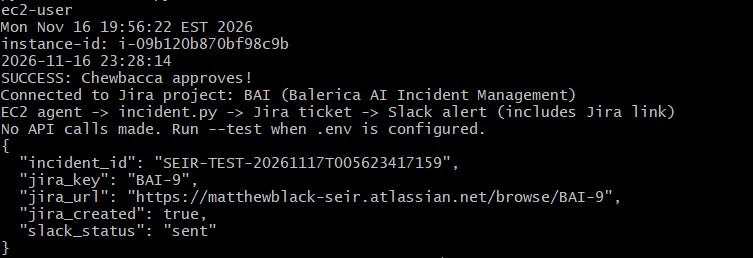 ec2-user
Mon Nov 16 19:56:22 EST 2026
instance-id: i-09b120b870bf98c9b
2026-11-16 23:28:14
SUCCESS: Chewbacca approves!
Connected to Jira project: BAI (Balerica AI Incident Management)
EC2 agent -> incident.py -> Jira ticket -> Slack alert (includes Jira link)
No API calls made. Run --test when .env is configured.
{
  "incident_id": "SEIR-TEST-20261117T005623417159",
  "jira_key": "BAI-9",
  "jira_url": "https://matthewblack-seir.atlassian.net/browse/BAI-9",
  "jira_created": true,
  "slack_status": "sent"
}